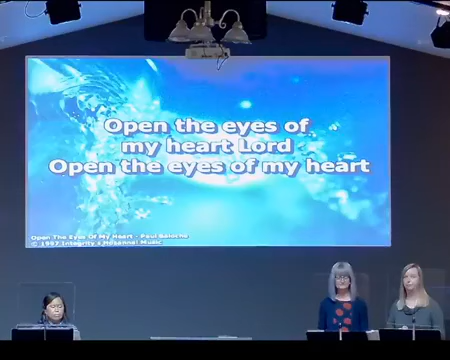 Open the eyes of
my heart Lord
Open the eyes of my heart
Open The Eyes Of My Heart - Paul Baloche
© 1997 Integrity's Hosanna! Music